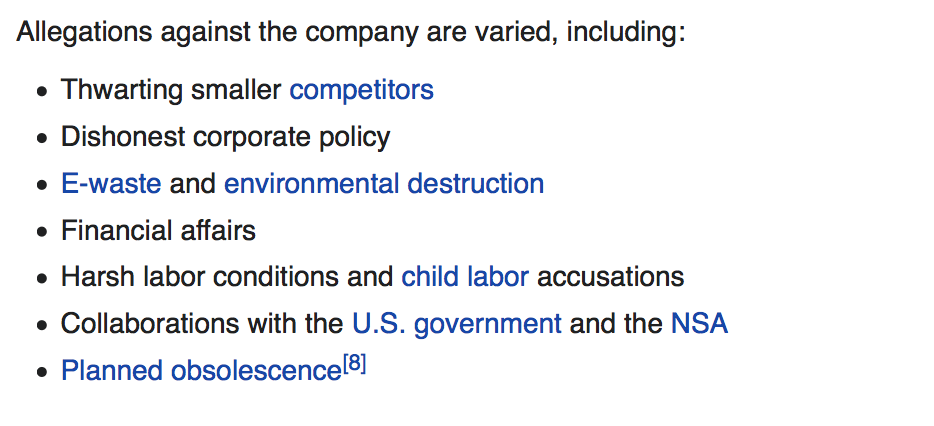 Allegations against the company are varied, including:
• Thwarting smaller competitors
• Dishonest corporate policy
• E-waste and environmental destruction
• Financial affairs
• Harsh labor conditions and child labor accusations
• Collaborations with the U.S. government and the NSA
• Planned obsolescence[8]